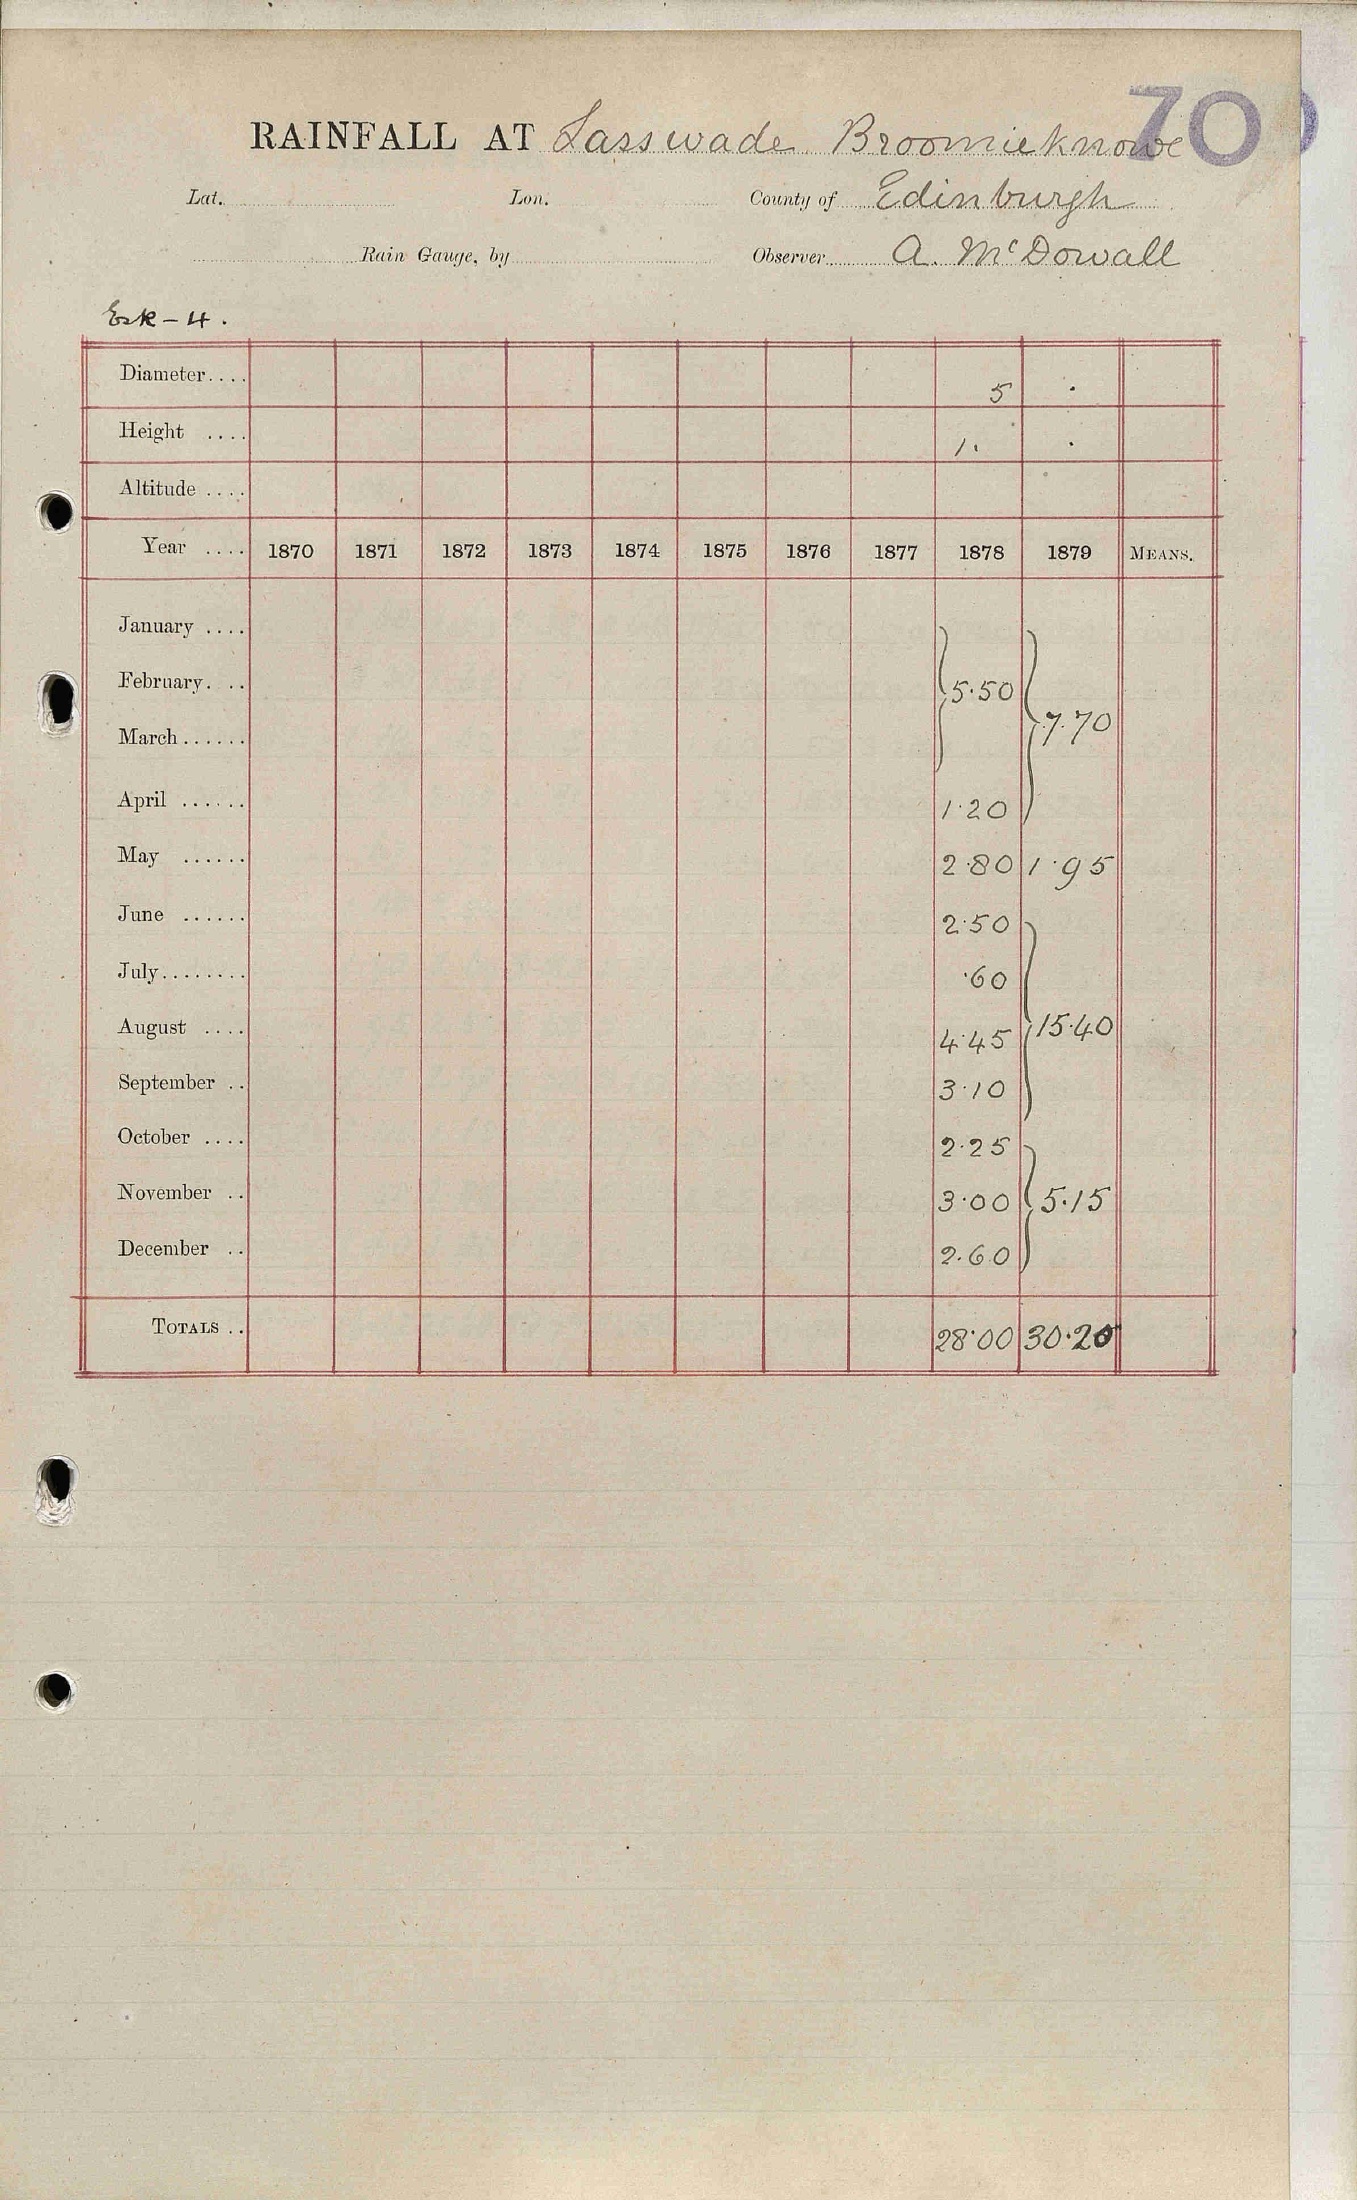 70
RAINFALL AT Lasswade Broomieknowe
Lat. Lon. County of Edinburgh
Rain Gauge, by Observer A. McDowall
Esk - 4.
Diameter.... 5 .
Height .... 1. .
Altitude ....
Year .... 1870 1871 1872 1873 1874 1875 1876 1877 1878 1879 MEANS.
January ....
February. .. 5.50
March...... 7.70
April ...... 1.20
May ...... 2.80 1.95
June ...... 2.50
July........ .60
August .... 4.45 15.40
September .. 3.10
October .... 2.25
November .. 3.00 5.15
December .. 2.60
TOTALS .. 28.00 30.20